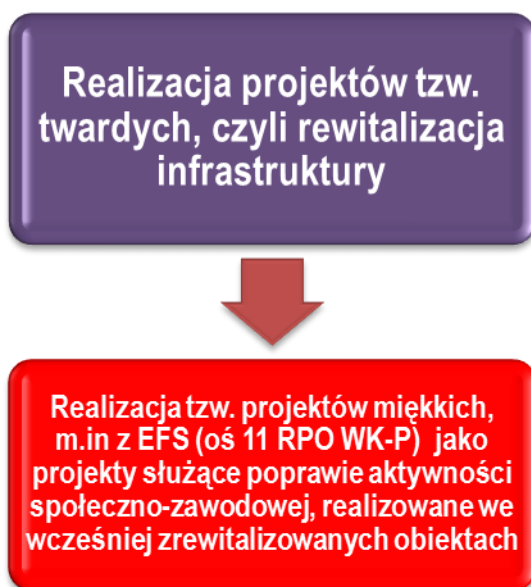 Realizacja projektów tzw.
twardych, czyli rewitalizacja
infrastruktury
Realizacja tzw. projektów miękkich,
m.in z EFS (oś 11 RPO WK-P) jako
projekty służące poprawie aktywności
społeczno-zawodowej, realizowane we
wcześniej zrewitalizowanych obiektach